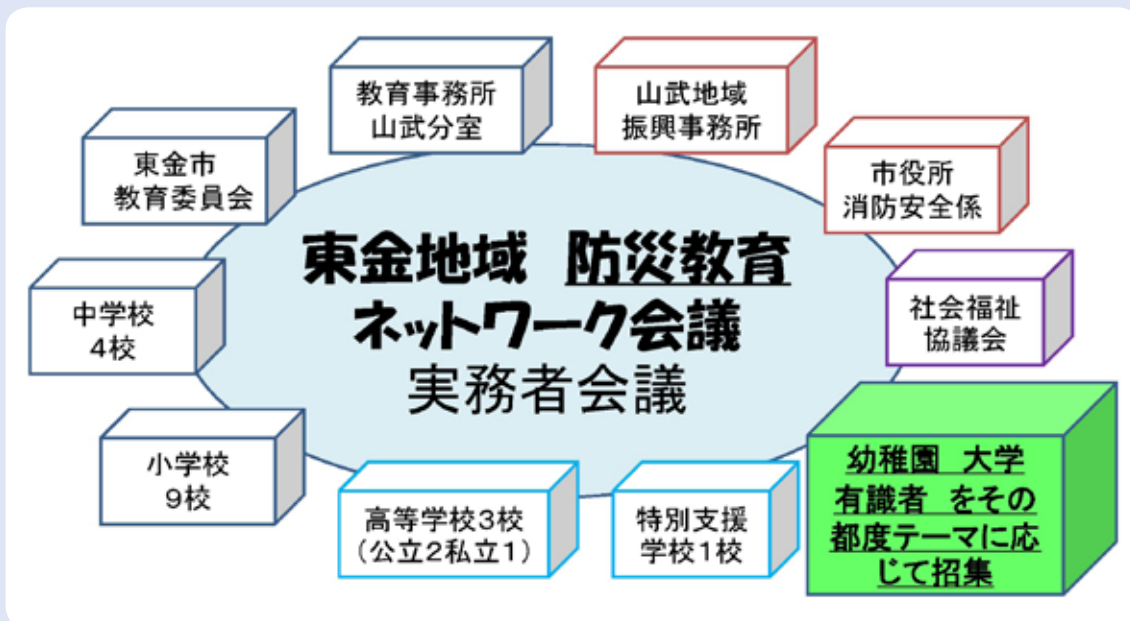 教育事務所
山武分室
山武地域
振興事務所
東金市
教育委員会
市役所
消防安全係
東金地域　防災教育
ネットワーク会議
実務者会議
中学校
4校
社会福祉
協議会
小学校
9校
高等学校3校
（公立2私立1）
特別支援
学校1校
幼稚園　大学
有識者　をその
都度テーマに応
じて招集